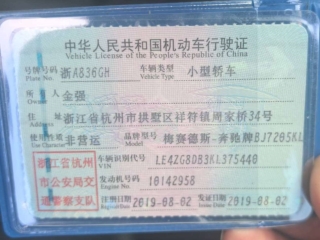 中华人民共和国机动车行驶证
Vehicle License of the People's Republic of China
号牌号码 浙A836GH 车辆类型 小型轿车
Plate No. Vehicle Type
所有人 金强
Owner
住址 浙江省杭州市拱墅区祥符镇周家桥34号
Address
使用性质 非营运 品牌型号 梅赛德斯-奔驰牌BJ7205KL
Use Character Model
浙江省杭州
市公安局交
通警察支队
车辆识别代号 LE4ZG8DB3KL375440
VIN
发动机号码 10142958
Engine No.
注册日期 2019-08-02 发证日期 2019-08-02
Register Date Issue Date